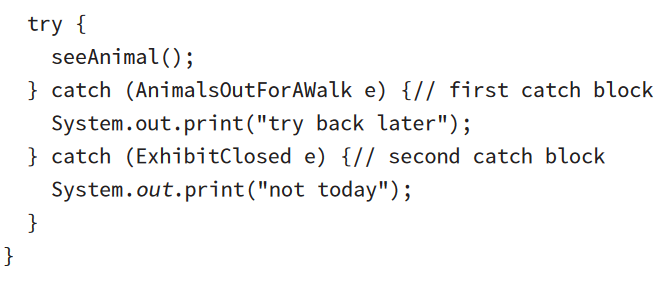 try {
seeAnimal();
} catch (AnimalsOutForAWalk e) {// first catch block
System.out.print("try back later");
} catch (ExhibitClosed e) {// second catch block
System.out.print("not today");
}
}